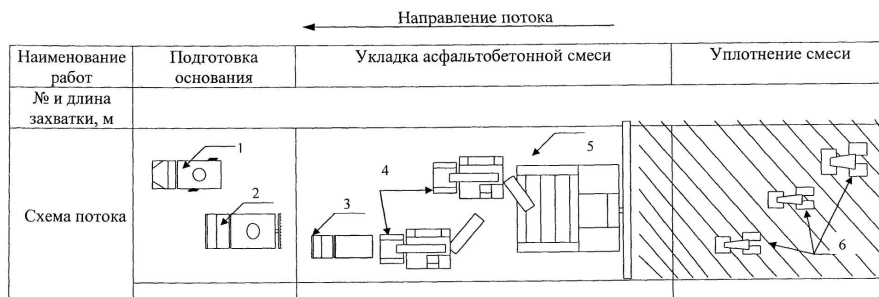 Направление потока
Наименование работ
Подготовка основания
Укладка асфальтобетонной смеси
Уплотнение смеси
№ и длина захватки, м
Схема потока
1
2
3
4
5
6